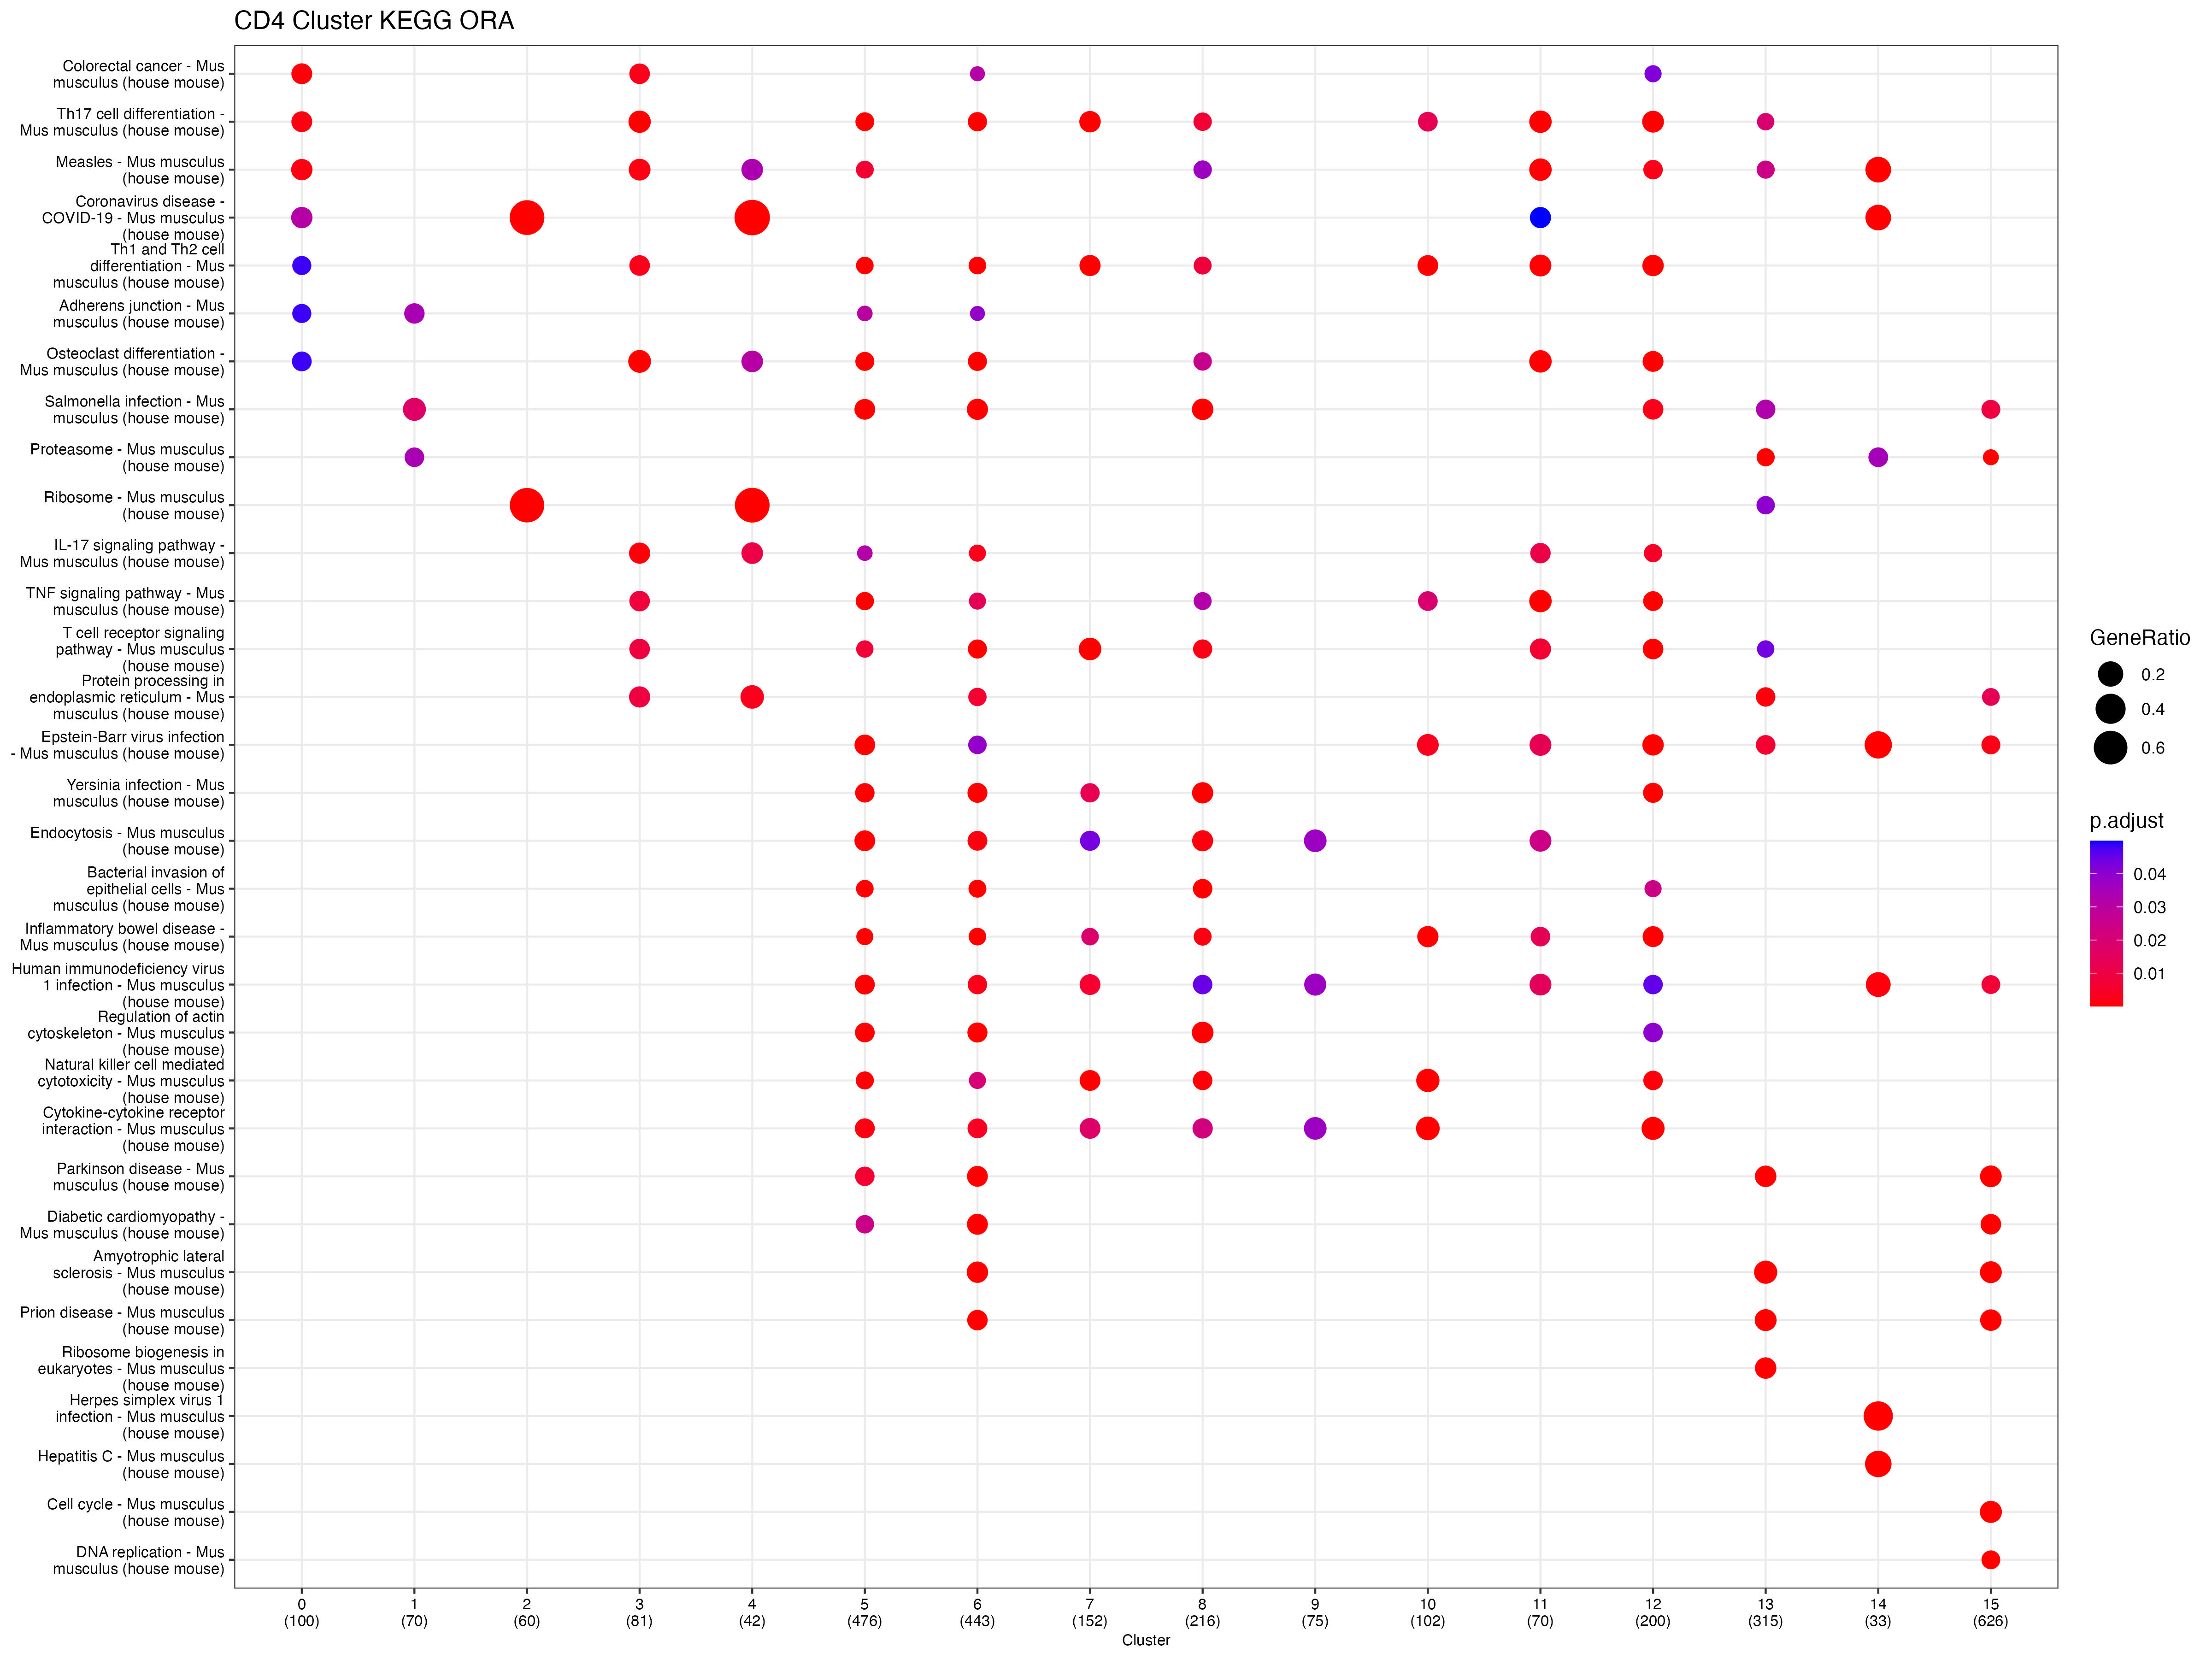 CD4 Cluster KEGG ORA
Colorectal cancer - Mus
musculus (house mouse)
Th17 cell differentiation -
Mus musculus (house mouse)
Measles - Mus musculus
(house mouse)
Coronavirus disease -
COVID-19 - Mus musculus
(house mouse)
Th1 and Th2 cell
differentiation - Mus
musculus (house mouse)
Adherens junction - Mus
musculus (house mouse)
Osteoclast differentiation -
Mus musculus (house mouse)
Salmonella infection - Mus
musculus (house mouse)
Proteasome - Mus musculus
(house mouse)
Ribosome - Mus musculus
(house mouse)
IL-17 signaling pathway -
Mus musculus (house mouse)
TNF signaling pathway - Mus
musculus (house mouse)
T cell receptor signaling
pathway - Mus musculus
(house mouse)
Protein processing in
endoplasmic reticulum - Mus
musculus (house mouse)
Epstein-Barr virus infection
- Mus musculus (house mouse)
Yersinia infection - Mus
musculus (house mouse)
Endocytosis - Mus musculus
(house mouse)
Bacterial invasion of
epithelial cells - Mus
musculus (house mouse)
Inflammatory bowel disease -
Mus musculus (house mouse)
Human immunodeficiency virus
1 infection - Mus musculus
(house mouse)
Regulation of actin
cytoskeleton - Mus musculus
(house mouse)
Natural killer cell mediated
cytotoxicity - Mus musculus
(house mouse)
Cytokine-cytokine receptor
interaction - Mus musculus
(house mouse)
Parkinson disease - Mus
musculus (house mouse)
Diabetic cardiomyopathy -
Mus musculus (house mouse)
Amyotrophic lateral
sclerosis - Mus musculus
(house mouse)
Prion disease - Mus musculus
(house mouse)
Ribosome biogenesis in
eukaryotes - Mus musculus
(house mouse)
Herpes simplex virus 1
infection - Mus musculus
(house mouse)
Hepatitis C - Mus musculus
(house mouse)
Cell cycle - Mus musculus
(house mouse)
DNA replication - Mus
musculus (house mouse)
0 1 2 3 4 5 6 7 8 9 10 11 12 13 14 15
(100) (70) (60) (81) (42) (476) (443) (152) (216) (75) (102) (70) (200) (315) (33) (626)
Cluster
GeneRatio
0.2
0.4
0.6
p.adjust
0.04
0.03
0.02
0.01